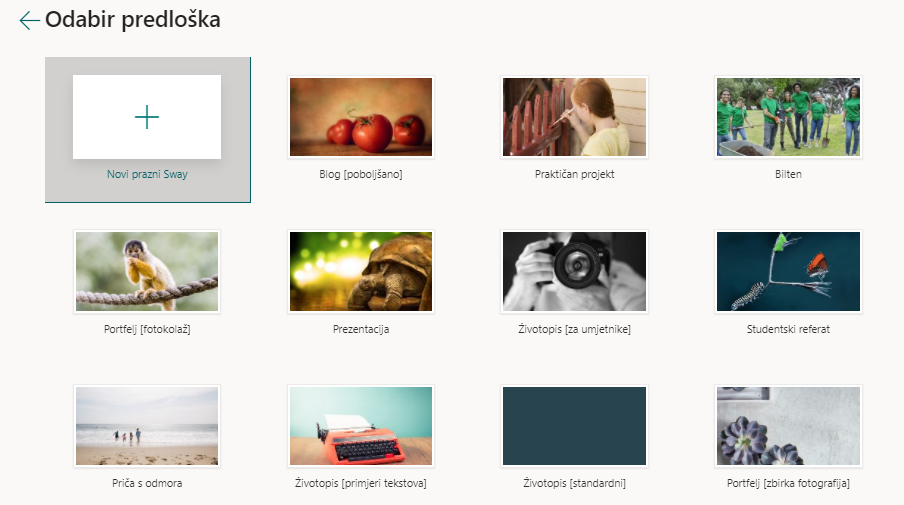 Odabir predloška
Novi prazni Sway
Blog [poboljšano]
Praktičan projekt
Bilten
Portfelj [fotokolaž]
Prezentacija
Životopis [za umjetnike]
Studentski referat
Priča s odmora
Životopis [primjeri tekstova]
Životopis [standardni]
Portfelj [zbirka fotografija]